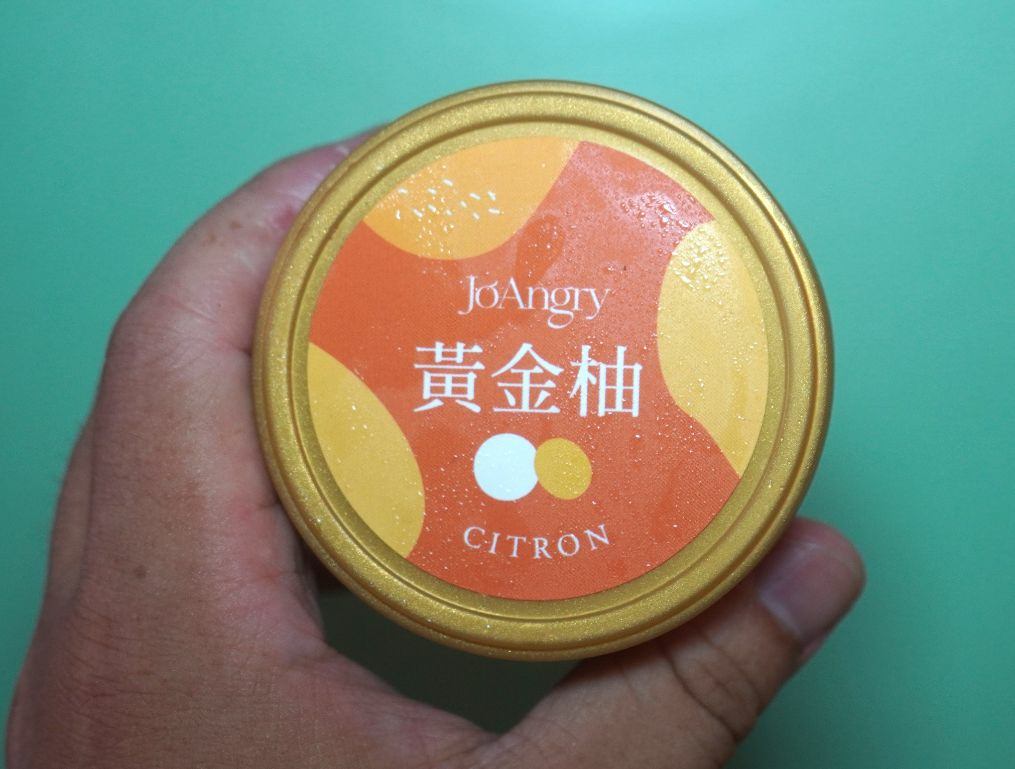 JoAngry
黃金柚
CITRON